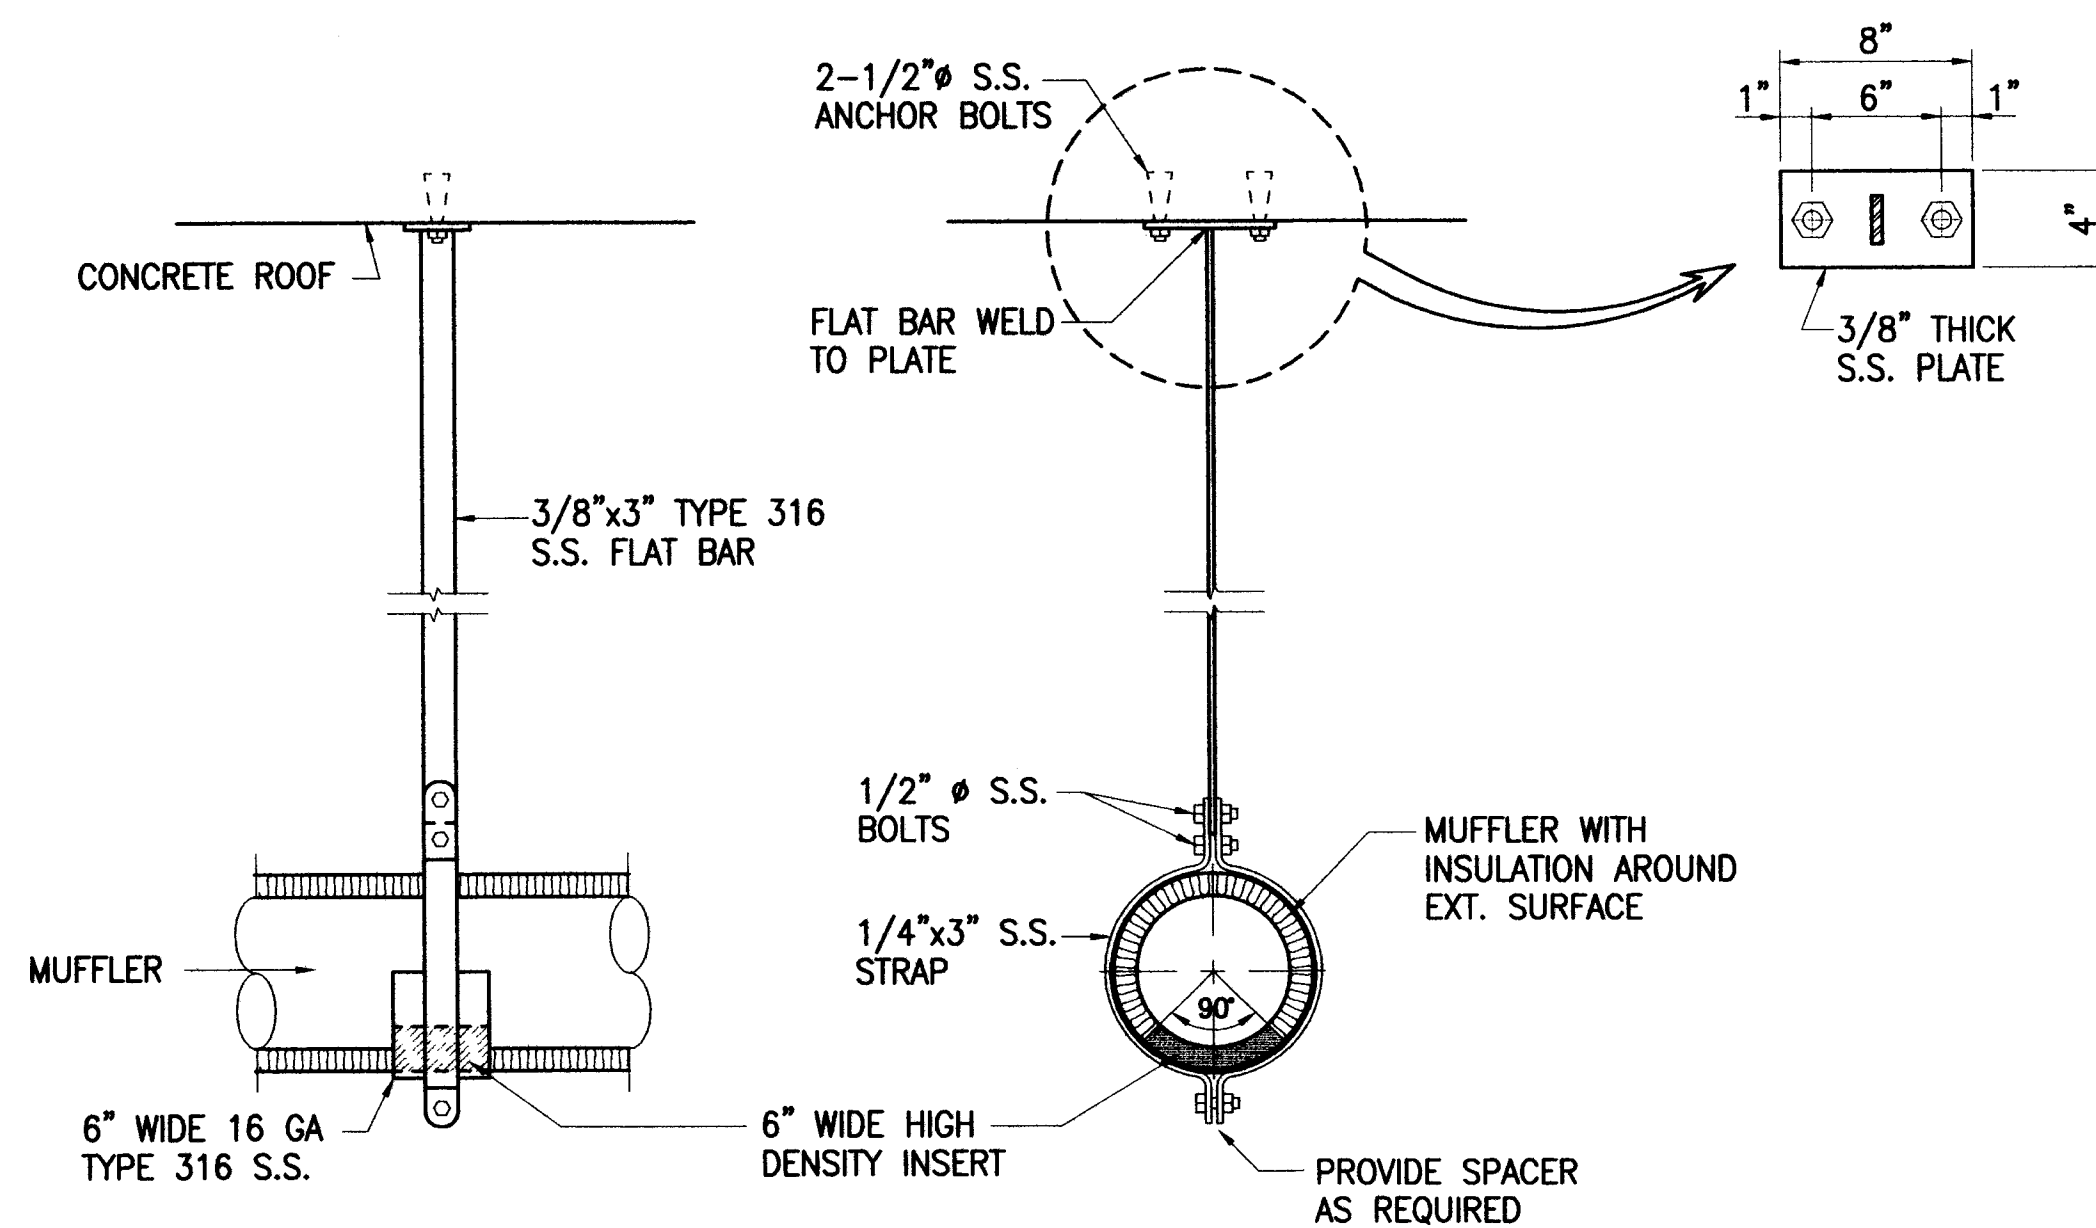 2-1/2"ø S.S.
ANCHOR BOLTS
8"
1"
6"
1"
4"
CONCRETE ROOF
FLAT BAR WELD
TO PLATE
3/8" THICK
S.S. PLATE
3/8"x3" TYPE 316
S.S. FLAT BAR
1/2" ø S.S.
BOLTS
MUFFLER WITH
INSULATION AROUND
EXT. SURFACE
1/4"x3" S.S.
STRAP
MUFFLER
90°
6" WIDE 16 GA
TYPE 316 S.S.
6" WIDE HIGH
DENSITY INSERT
PROVIDE SPACER
AS REQUIRED